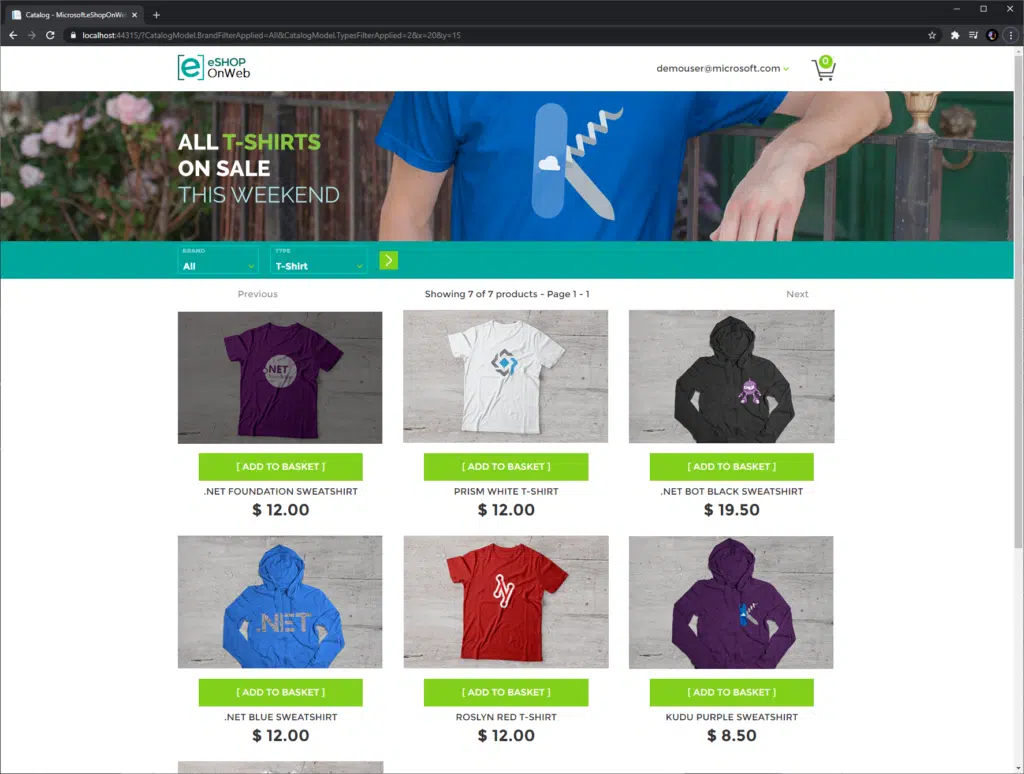 Catalog - Microsoft.eShopOnWe
localhost:44315/?CatalogModel.BrandFilterApplied=All&CatalogModel.TypesFilterApplied=2&x=20&y=15
eSHOP
OnWeb
demouser@microsoft.com
0
ALL T-SHIRTS
ON SALE
THIS WEEKEND
BRAND
All
TYPE
T-Shirt
Previous
Showing 7 of 7 products - Page 1 - 1
Next
.NET
[ ADD TO BASKET ]
[ ADD TO BASKET ]
[ ADD TO BASKET ]
.NET FOUNDATION SWEATSHIRT
PRISM WHITE T-SHIRT
.NET BOT BLACK SWEATSHIRT
$ 12.00
$ 12.00
$ 19.50
.NET
[ ADD TO BASKET ]
[ ADD TO BASKET ]
[ ADD TO BASKET ]
.NET BLUE SWEATSHIRT
ROSLYN RED T-SHIRT
KUDU PURPLE SWEATSHIRT
$ 12.00
$ 12.00
$ 8.50